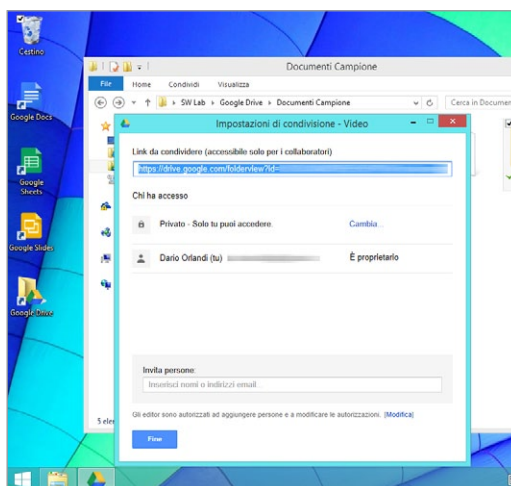 Cestino
Google Docs
Google Sheets
Google Slides
Google Drive
Documenti Campione
File Home Condividi Visualizza
SW Lab Google Drive Documenti Campione
Cerca in Documen
Impostazioni di condivisione - Video
Link da condividere (accessibile solo per i collaboratori)
https://drive.google.com/folderview?id=
Chi ha accesso
Privato - Solo tu puoi accedere. Cambia...
Dario Orlandi (tu) È proprietario
Invita persone:
Inserisci nomi o indirizzi email...
Gli editor sono autorizzati ad aggiungere persone e a modificare le autorizzazioni. [Modifica]
Fine
5 eler